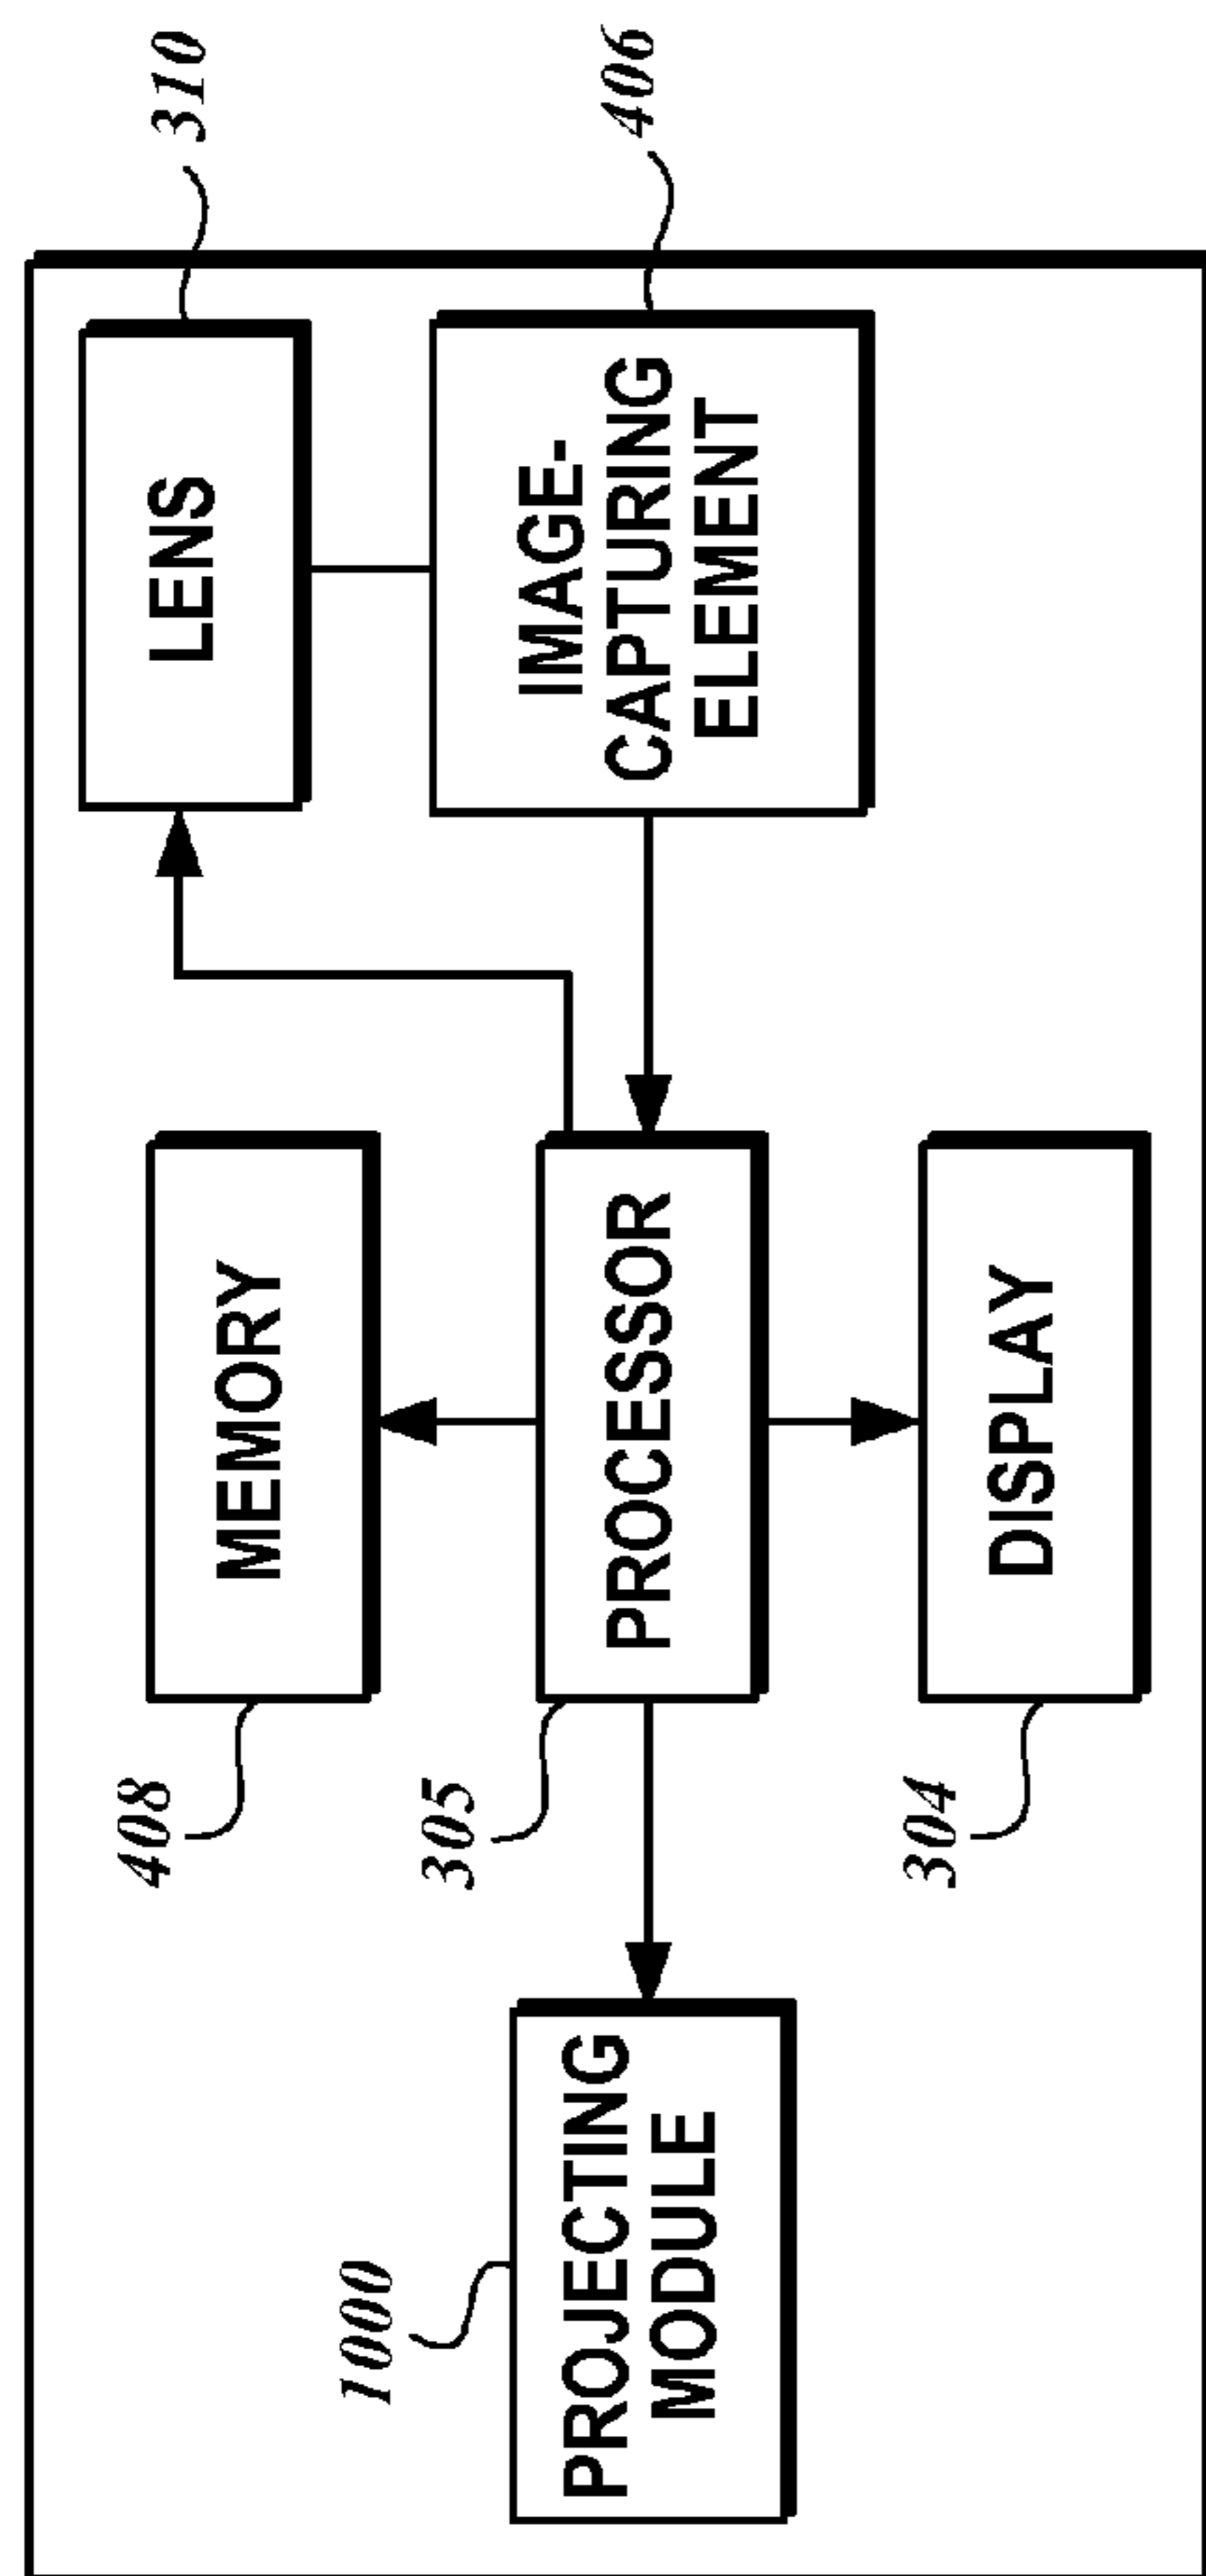 1000
PROJECTING
MODULE
408
MEMORY
305
PROCESSOR
304
DISPLAY
LENS
310
IMAGE-
CAPTURING
ELEMENT
406